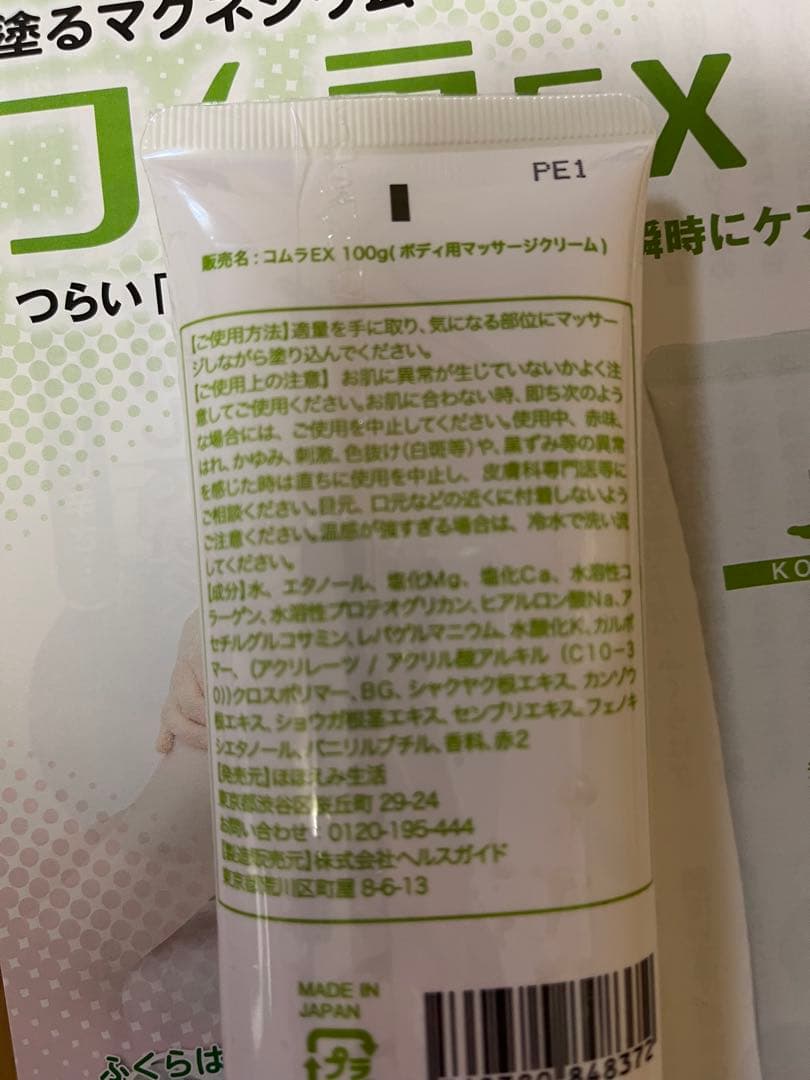 塗るマグネシウム
コムラEX
PE1
販売名：コムラEX 100g(ボディ用マッサージクリーム)
瞬時にケア
つらい「
【ご使用方法】適量を手に取り、気になる部位にマッサー
ジしながら塗り込んでください。
【ご使用上の注意】 お肌に異常が生じていないかよく注
意してご使用ください。お肌に合わない時、即ち次のよう
な場合には、ご使用を中止してください。使用中、赤味、
はれ、かゆみ、刺激、色抜け(白斑等)や、黒ずみ等の異常
を感じた時は直ちに使用を中止し、皮膚科専門医等に
ご相談ください。目元、口元などの近くに付着しないよう
ご注意ください。温感が強すぎる場合は、冷水で洗い流
してください。
【成分】水、エタノール、塩化Mg、塩化Ca、水溶性コ
ラーゲン、水溶性プロテオグリカン、ヒアルロン酸Na、ア
セチルグルコサミン、レパゲルマニウム、水酸化K、カルボ
マー、(アクリレーツ / アクリル酸アルキル (C10-3
0))クロスポリマー、BG、シャクヤク根エキス、カンゾウ
根エキス、ショウガ根茎エキス、センブリエキス、フェノキ
シエタノール、バニリルブチル、香料、赤2
【発売元】ほほえみ生活
東京都渋谷区桜丘町 29-24
お問い合わせ：0120-195-444
【製造販売元】株式会社ヘルスガイド
東京都荒川区町屋 8-6-13
KO
MADE IN
JAPAN
プラ
848372
ふくらは